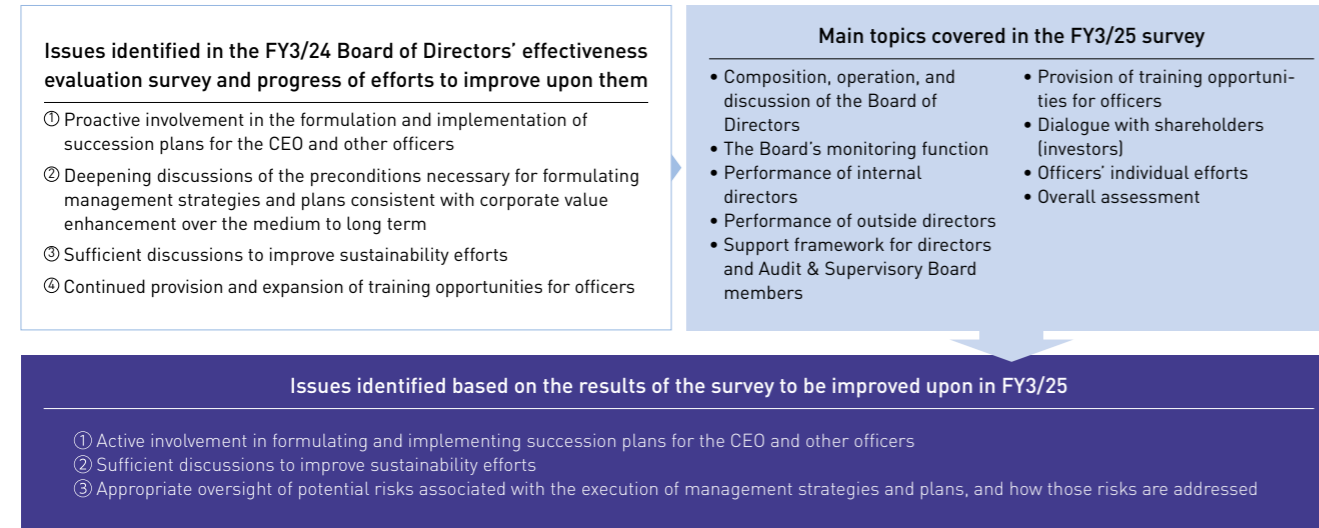 Issues identified in the FY3/24 Board of Directors’ effectiveness
evaluation survey and progress of efforts to improve upon them
① Proactive involvement in the formulation and implementation of
succession plans for the CEO and other officers
② Deepening discussions of the preconditions necessary for formulating
management strategies and plans consistent with corporate value
enhancement over the medium to long term
③ Sufficient discussions to improve sustainability efforts
④ Continued provision and expansion of training opportunities for officers
Main topics covered in the FY3/25 survey
• Composition, operation, and
discussion of the Board of
Directors
• The Board’s monitoring function
• Performance of internal
directors
• Performance of outside directors
• Support framework for directors
and Audit & Supervisory Board
members
• Provision of training opportuni-
ties for officers
• Dialogue with shareholders
(investors)
• Officers’ individual efforts
• Overall assessment
Issues identified based on the results of the survey to be improved upon in FY3/25
① Active involvement in formulating and implementing succession plans for the CEO and other officers
② Sufficient discussions to improve sustainability efforts
③ Appropriate oversight of potential risks associated with the execution of management strategies and plans, and how those risks are addressed